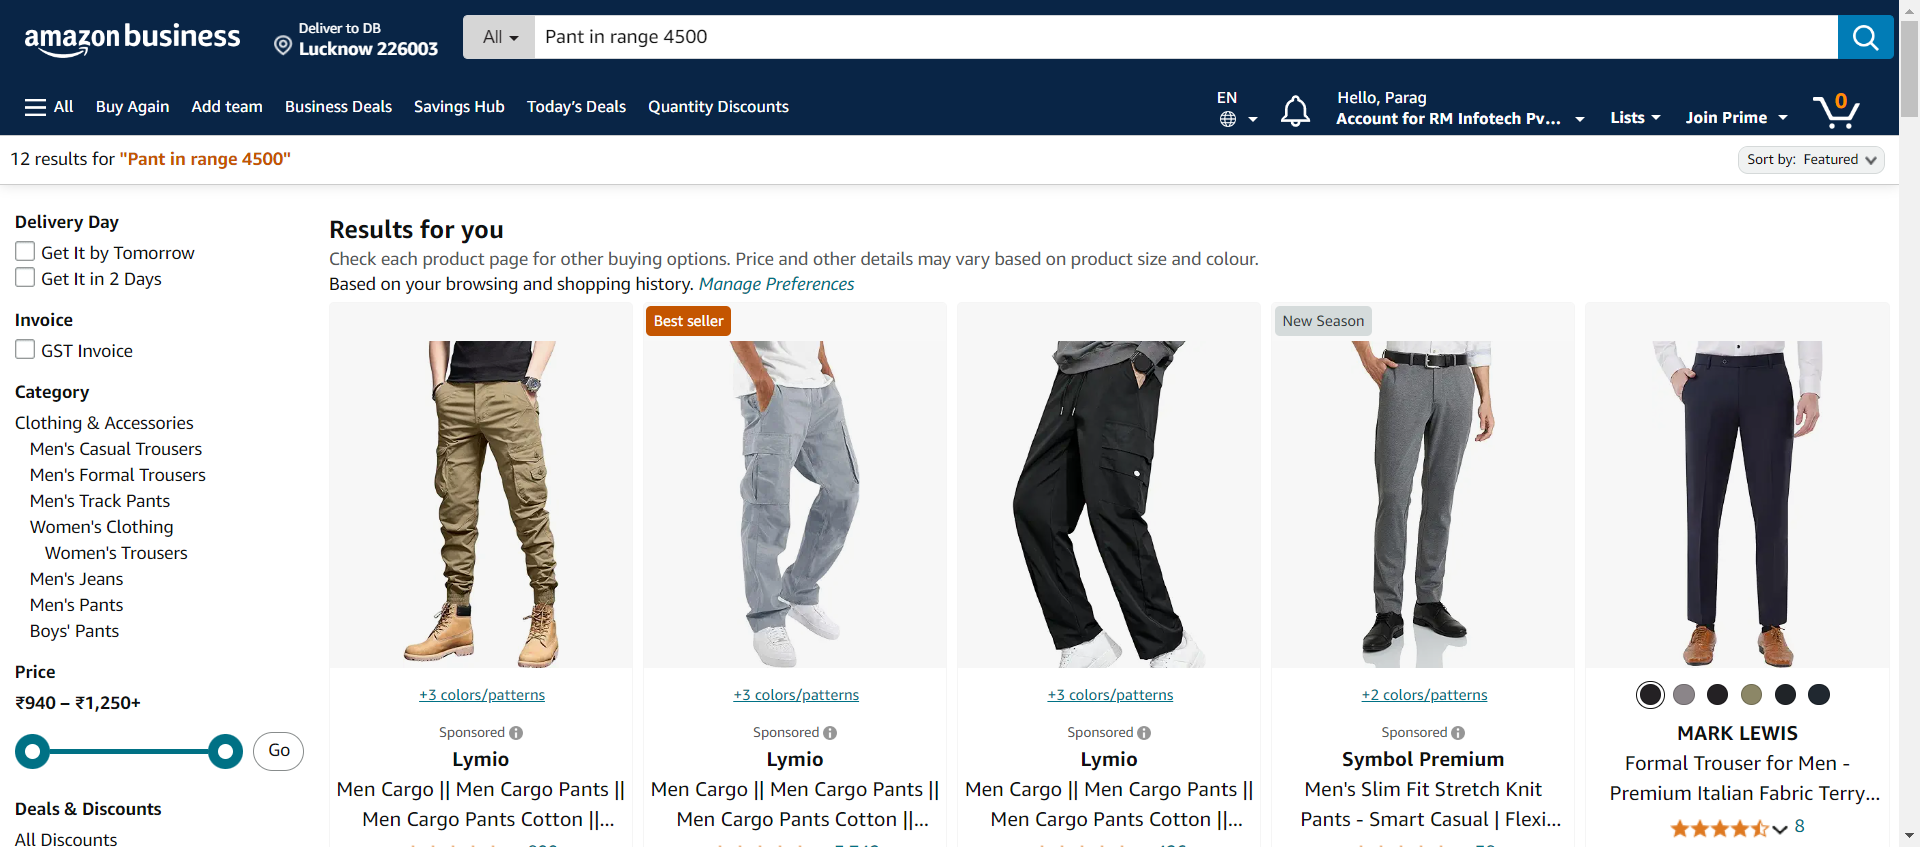 amazon business
Deliver to DB
Lucknow 226003
All
Pant in range 4500
All
Buy Again
Add team
Business Deals
Savings Hub
Today's Deals
Quantity Discounts
EN
Hello, Parag
Account for RM Infotech Pv...
Lists
Join Prime
0
12 results for "Pant in range 4500"
Sort by: Featured
Delivery Day
Get It by Tomorrow
Get It in 2 Days
Invoice
GST Invoice
Category
Clothing & Accessories
Men's Casual Trousers
Men's Formal Trousers
Men's Track Pants
Women's Clothing
Women's Trousers
Men's Jeans
Men's Pants
Boys' Pants
Price
₹940 – ₹1,250+
Go
Deals & Discounts
All Discounts
Results for you
Check each product page for other buying options. Price and other details may vary based on product size and colour.
Based on your browsing and shopping history. Manage Preferences
+3 colors/patterns
Sponsored
Lymio
Men Cargo || Men Cargo Pants ||
Men Cargo Pants Cotton ||...
Best seller
+3 colors/patterns
Sponsored
Lymio
Men Cargo || Men Cargo Pants ||
Men Cargo Pants Cotton ||...
+3 colors/patterns
Sponsored
Lymio
Men Cargo || Men Cargo Pants ||
Men Cargo Pants Cotton ||...
New Season
+2 colors/patterns
Sponsored
Symbol Premium
Men's Slim Fit Stretch Knit
Pants - Smart Casual | Flexi...
MARK LEWIS
Formal Trouser for Men -
Premium Italian Fabric Terry...
8